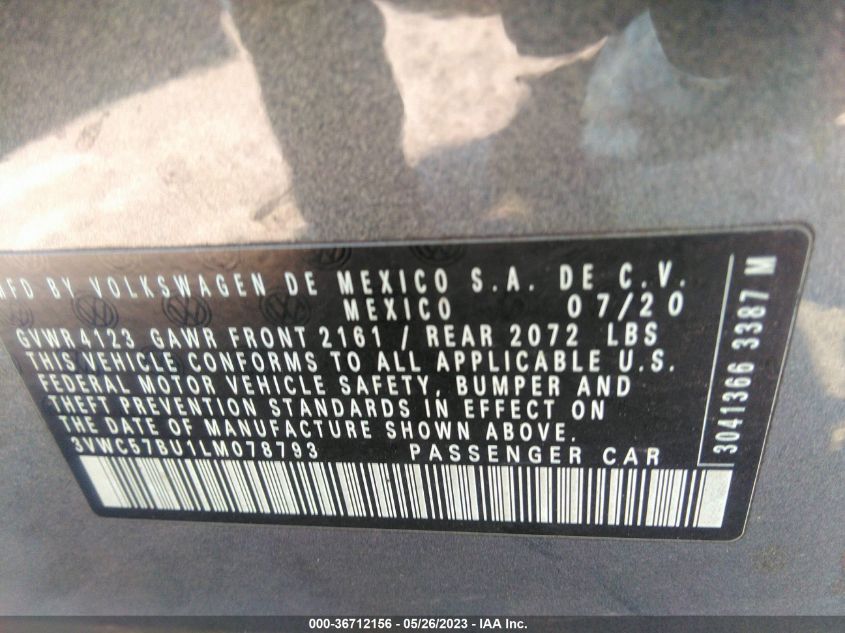 MFD BY VOLKSWAGEN DE MEXICO S.A. DE C.V.
MEXICO 07/20
GVWR4123 GAWR FRONT 2161 / REAR 2072 LBS
THIS VEHICLE CONFORMS TO ALL APPLICABLE U.S.
FEDERAL MOTOR VEHICLE SAFETY, BUMPER AND
THEFT PREVENTION STANDARDS IN EFFECT ON
THE DATE OF MANUFACTURE SHOWN ABOVE.
3VWC57BU1LM078793 PASSENGER CAR
3041366 3387 M
000-36712156 - 05/26/2023 - IAA Inc.